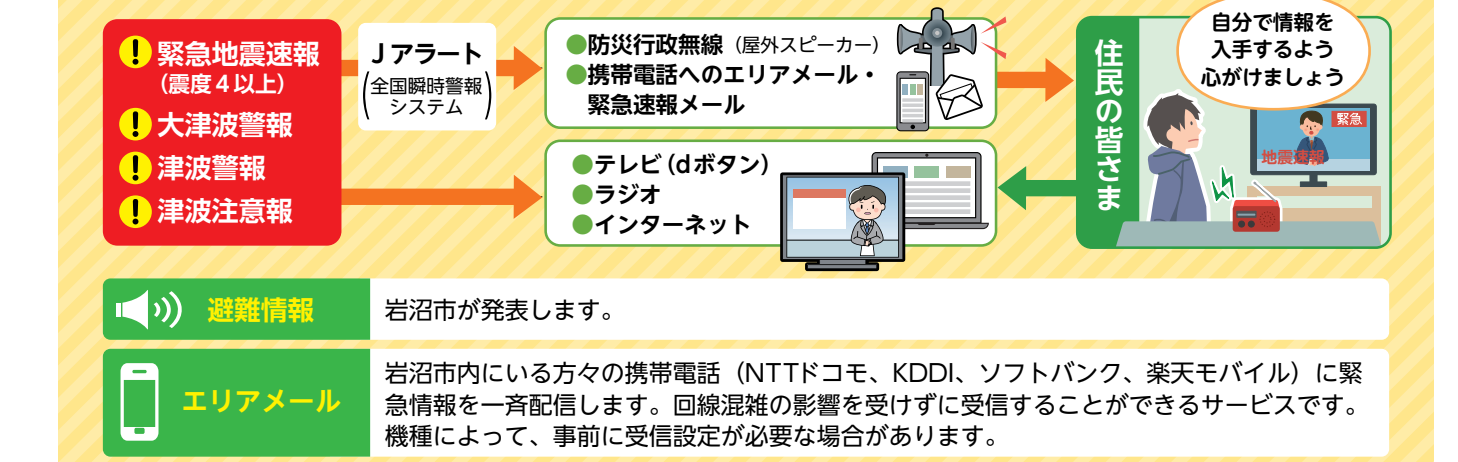 緊急地震速報
(震度4以上)
大津波警報
津波警報
津波注意報
Jアラート
(全国瞬時警報
システム)
●防災行政無線（屋外スピーカー）
●携帯電話へのエリアメール・
緊急速報メール
●テレビ（dボタン）
●ラジオ
●インターネット
住民の皆さま
自分で情報を
入手するよう
心がけましょう
緊急
地震速報
避難情報
岩沼市が発表します。
エリアメール
岩沼市内にいる方々の携帯電話（NTTドコモ、KDDI、ソフトバンク、楽天モバイル）に緊
急情報を一斉配信します。回線混雑の影響を受けずに受信することができるサービスです。
機種によって、事前に受信設定が必要な場合があります。